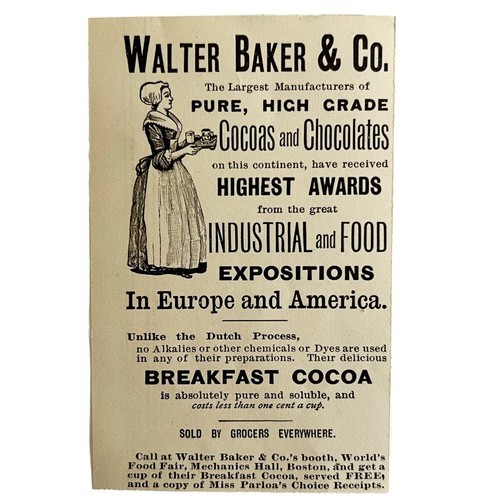 WALTER BAKER & CO.
The Largest Manufacturers of
PURE, HIGH GRADE
Cocoas and Chocolates
on this continent, have received
HIGHEST AWARDS
from the great
INDUSTRIAL and FOOD
EXPOSITIONS
In Europe and America.
Unlike the Dutch Process,
no Alkalies or other chemicals or Dyes are used
in any of their preparations. Their delicious
BREAKFAST COCOA
is absolutely pure and soluble, and
costs less than one cent a cup.
SOLD BY GROCERS EVERYWHERE.
Call at Walter Baker & Co.'s booth, World's
Food Fair, Mechanics Hall, Boston, and get a
cup of their Breakfast Cocoa, served FREE;
and a copy of Miss Parloa's Choice Receipts.